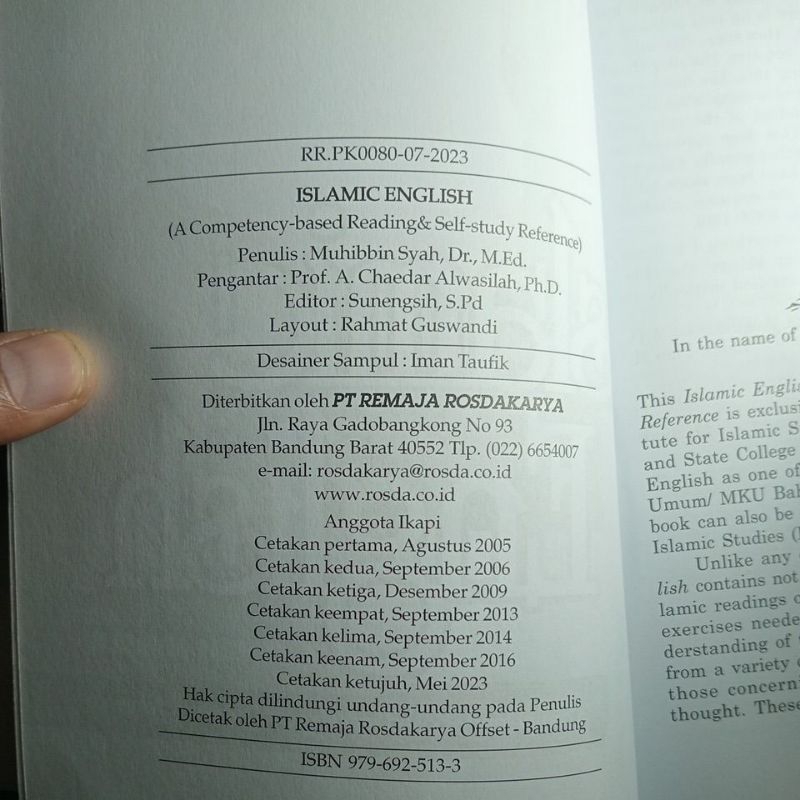 RR.PK0080-07-2023
ISLAMIC ENGLISH
(A Competency-based Reading& Self-study Reference)
Penulis : Muhibbin Syah, Dr., M.Ed.
Pengantar : Prof. A. Chaedar Alwasilah, Ph.D.
Editor : Sunengsih, S.Pd
Layout : Rahmat Guswandi
Desainer Sampul : Iman Taufik
Diterbitkan oleh PT REMAJA ROSDAKARYA
Jln. Raya Gadobangkong No 93
Kabupaten Bandung Barat 40552 Tlp. (022) 6654007
e-mail: rosdakarya@rosda.co.id
www.rosda.co.id
Anggota Ikapi
Cetakan pertama, Agustus 2005
Cetakan kedua, September 2006
Cetakan ketiga, Desember 2009
Cetakan keempat, September 2013
Cetakan kelima, September 2014
Cetakan keenam, September 2016
Cetakan ketujuh, Mei 2023
Hak cipta dilindungi undang-undang pada Penulis
Dicetak oleh PT Remaja Rosdakarya Offset - Bandung
ISBN 979-692-513-3
In the name of
This Islamic Englis
Reference is exclusi
tute for Islamic S
and State College
English as one of
Umum/ MKU Bah
book can also be
Islamic Studies (
Unlike any
lish contains not
lamic readings
exercises neede
derstanding of
from a variety
those concerni
thought. These